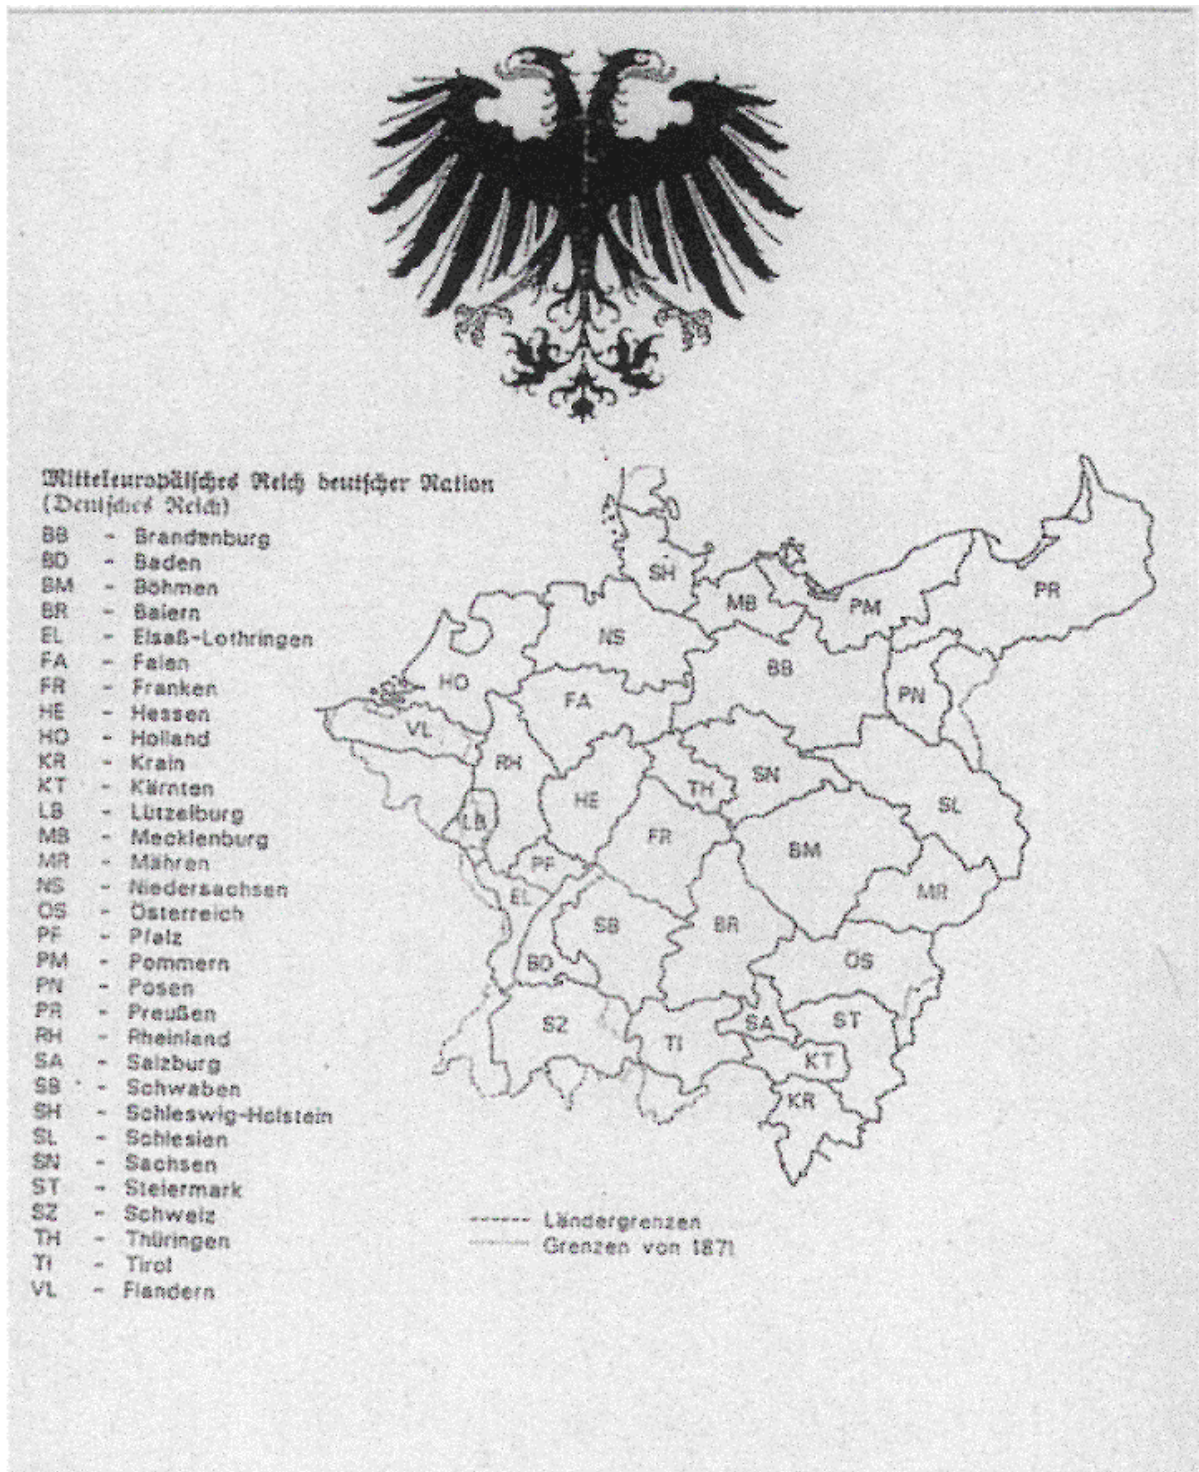 Mitteleuropäisches Reich deutscher Nation
(Deutsches Reich)
BB - Brandenburg
BD - Baden
BM - Böhmen
BR - Baiern
EL - Elsaß-Lothringen
FA - Falen
FR - Franken
HE - Hessen
HO - Holland
KR - Krain
KT - Kärnten
LB - Lützelburg
MB - Mecklenburg
MR - Mähren
NS - Niedersachsen
ÖS - Österreich
PF - Pfalz
PM - Pommern
PN - Posen
PR - Preußen
RH - Rheinland
SA - Salzburg
SB - Schwaben
SH - Schleswig-Holstein
SL - Schlesien
SN - Sachsen
ST - Steiermark
SZ - Schweiz
TH - Thüringen
TI - Tirol
VL - Flandern
SH
MB
PM
PR
NS
BB
HO
FA
PN
VL
RH
SN
TH
HE
SL
LB
FR
BM
PF
MR
EL
SB
BR
BD
ÖS
SZ
SA
ST
TI
KT
KR
Ländergrenzen
Grenzen von 1871